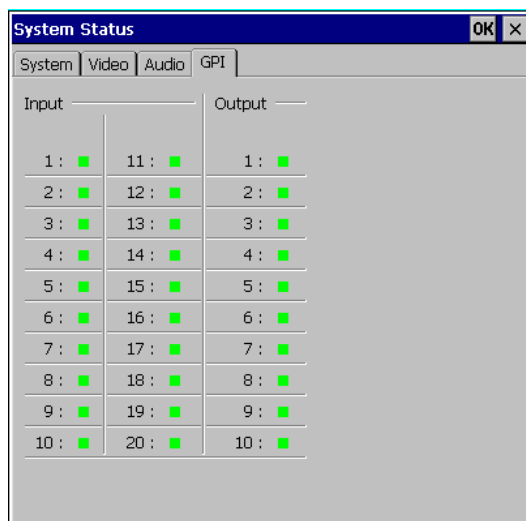 System Status OK ×
System Video Audio GPI
Input Output
1 : 11 : 1 :
2 : 12 : 2 :
3 : 13 : 3 :
4 : 14 : 4 :
5 : 15 : 5 :
6 : 16 : 6 :
7 : 17 : 7 :
8 : 18 : 8 :
9 : 19 : 9 :
10 : 20 : 10 :